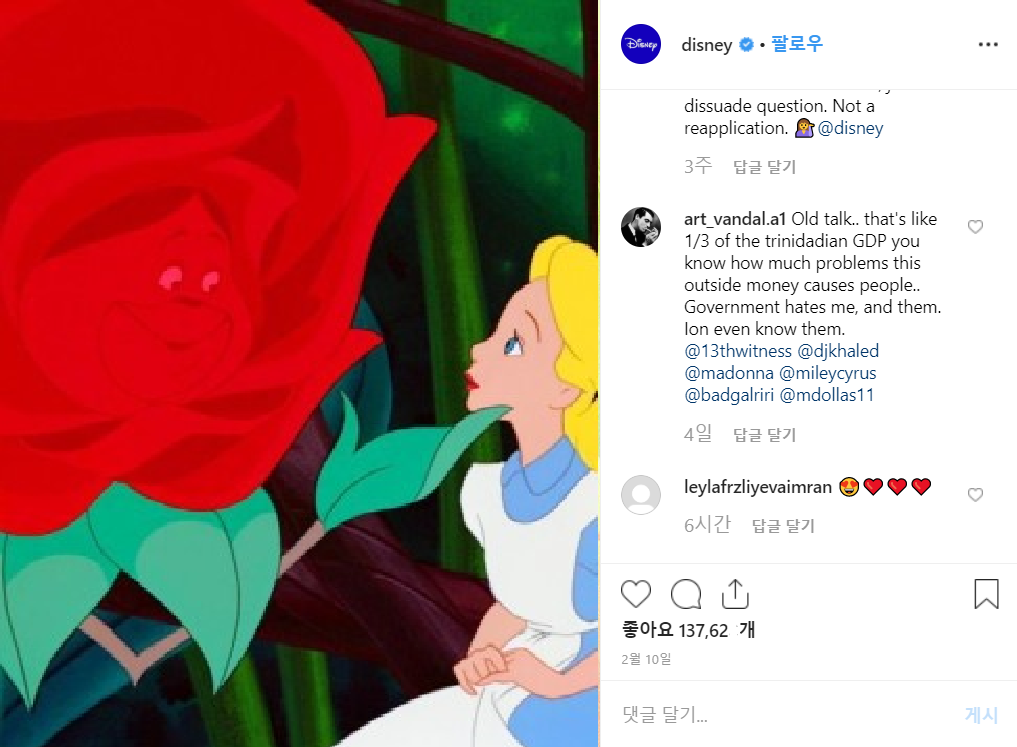 Disney
disney • 팔로우
dissuade question. Not a
reapplication. 🤦‍♀️@disney
3주 답글 달기
art_vandal.a1 Old talk.. that's like
1/3 of the trinidadian GDP you
know how much problems this
outside money causes people..
Government hates me, and them.
Ion even know them.
@13thwitness @djkhaled
@madonna @mileycyrus
@badgalriri @mdollas11
4일 답글 달기
leylafrzliyevaimran 😍❤❤❤
6시간 답글 달기
좋아요 137,62 개
2월 10일
댓글 달기...
게시